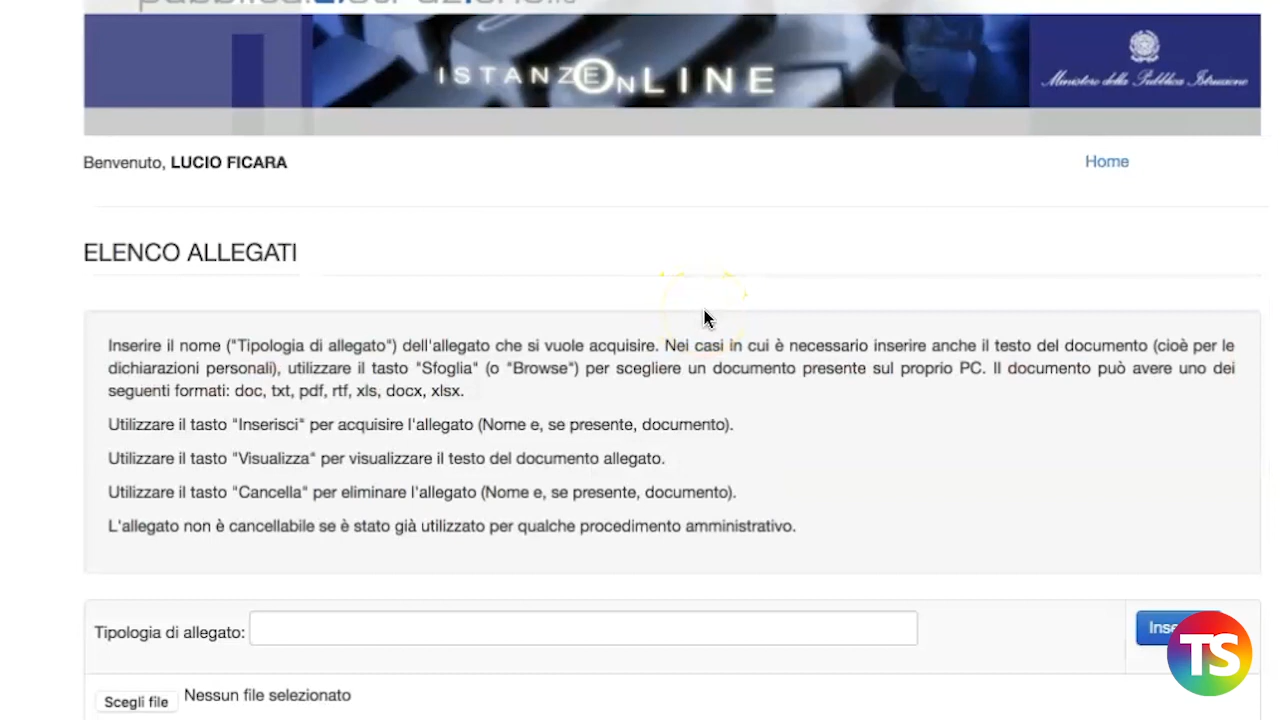 ISTANZE ONLINE
Ministero della Pubblica Istruzione
Benvenuto, LUCIO FICARA
Home
ELENCO ALLEGATI
Inserire il nome ("Tipologia di allegato") dell'allegato che si vuole acquisire. Nei casi in cui è necessario inserire anche il testo del documento (cioè per le
dichiarazioni personali), utilizzare il tasto "Sfoglia" (o "Browse") per scegliere un documento presente sul proprio PC. Il documento può avere uno dei
seguenti formati: doc, txt, pdf, rtf, xls, docx, xlsx.
Utilizzare il tasto "Inserisci" per acquisire l'allegato (Nome e, se presente, documento).
Utilizzare il tasto "Visualizza" per visualizzare il testo del documento allegato.
Utilizzare il tasto "Cancella" per eliminare l'allegato (Nome e, se presente, documento).
L'allegato non è cancellabile se è stato già utilizzato per qualche procedimento amministrativo.
Tipologia di allegato:
TS
Scegli file Nessun file selezionato